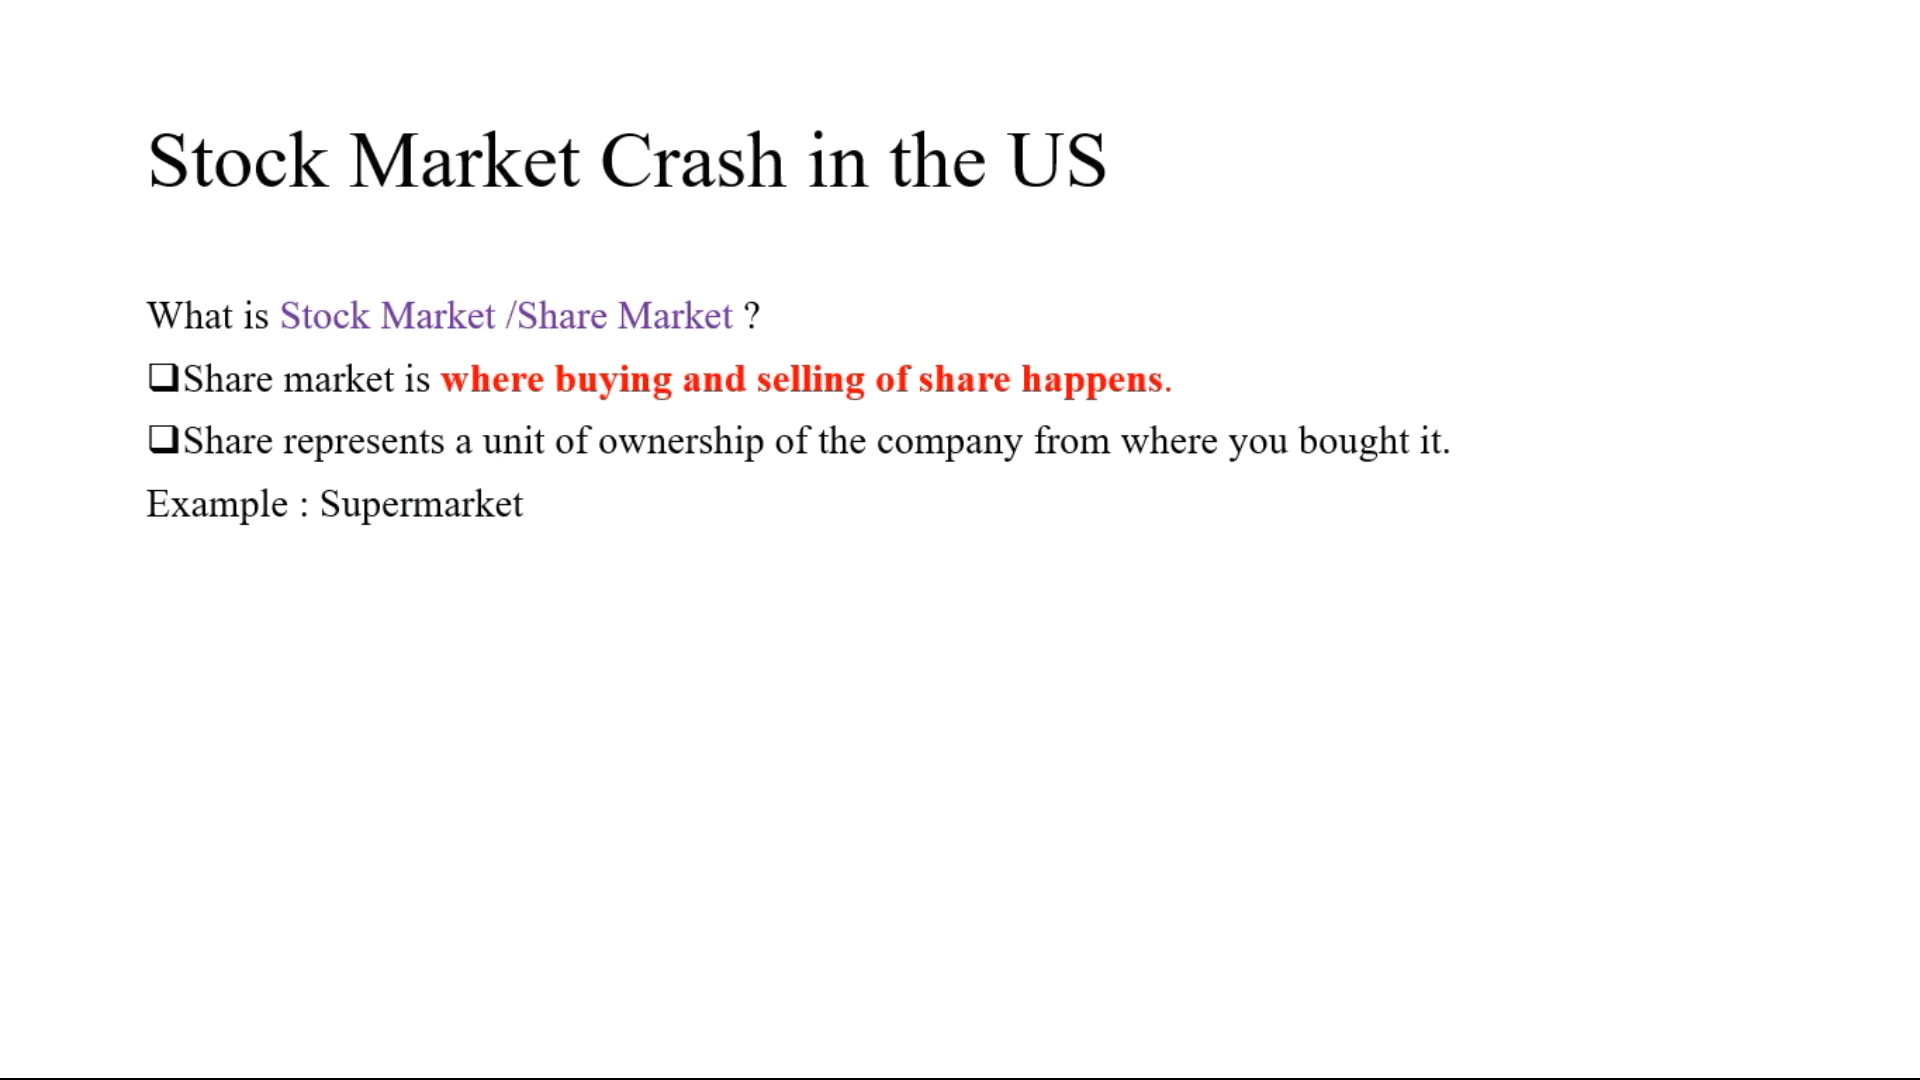 Stock Market Crash in the US
What is Stock Market /Share Market ?
❑Share market is where buying and selling of share happens.
❑Share represents a unit of ownership of the company from where you bought it.
Example : Supermarket